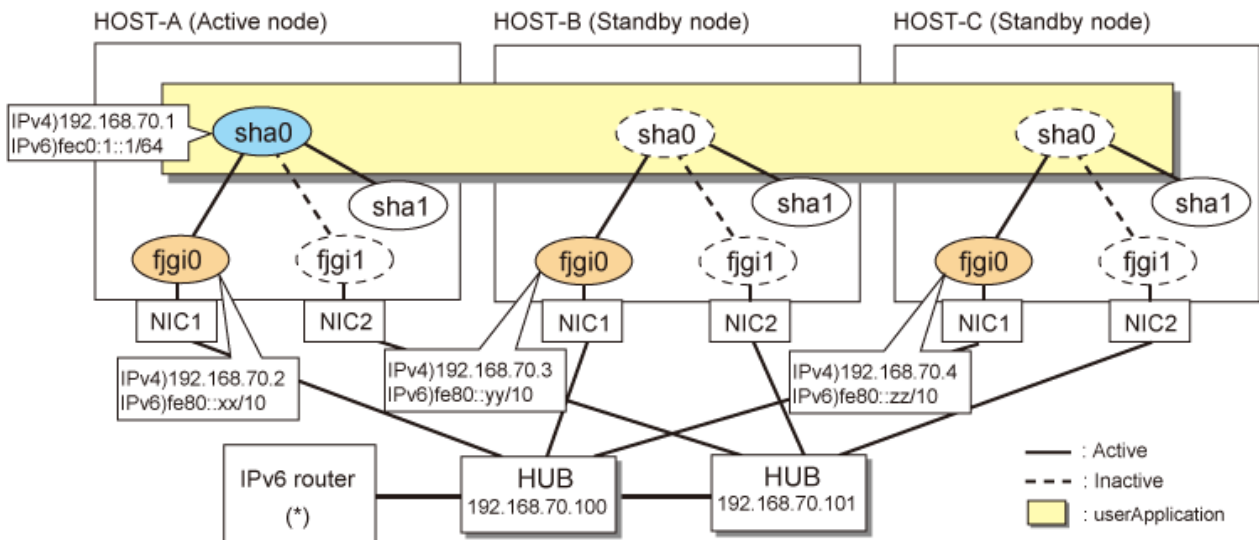 HOST-A (Active node)
HOST-B (Standby node)
HOST-C (Standby node)
IPv4)192.168.70.1
IPv6)fec0:1::1/64
sha0
sha0
sha0
sha1
sha1
sha1
fjgi0
fjgi1
fjgi0
fjgi1
fjgi0
fjgi1
NIC1
NIC2
NIC1
NIC2
NIC1
NIC2
IPv4)192.168.70.2
IPv6)fe80::xx/10
IPv4)192.168.70.3
IPv6)fe80::yy/10
IPv4)192.168.70.4
IPv6)fe80::zz/10
IPv6 router
(*)
HUB
192.168.70.100
HUB
192.168.70.101
: Active
: Inactive
: userApplication